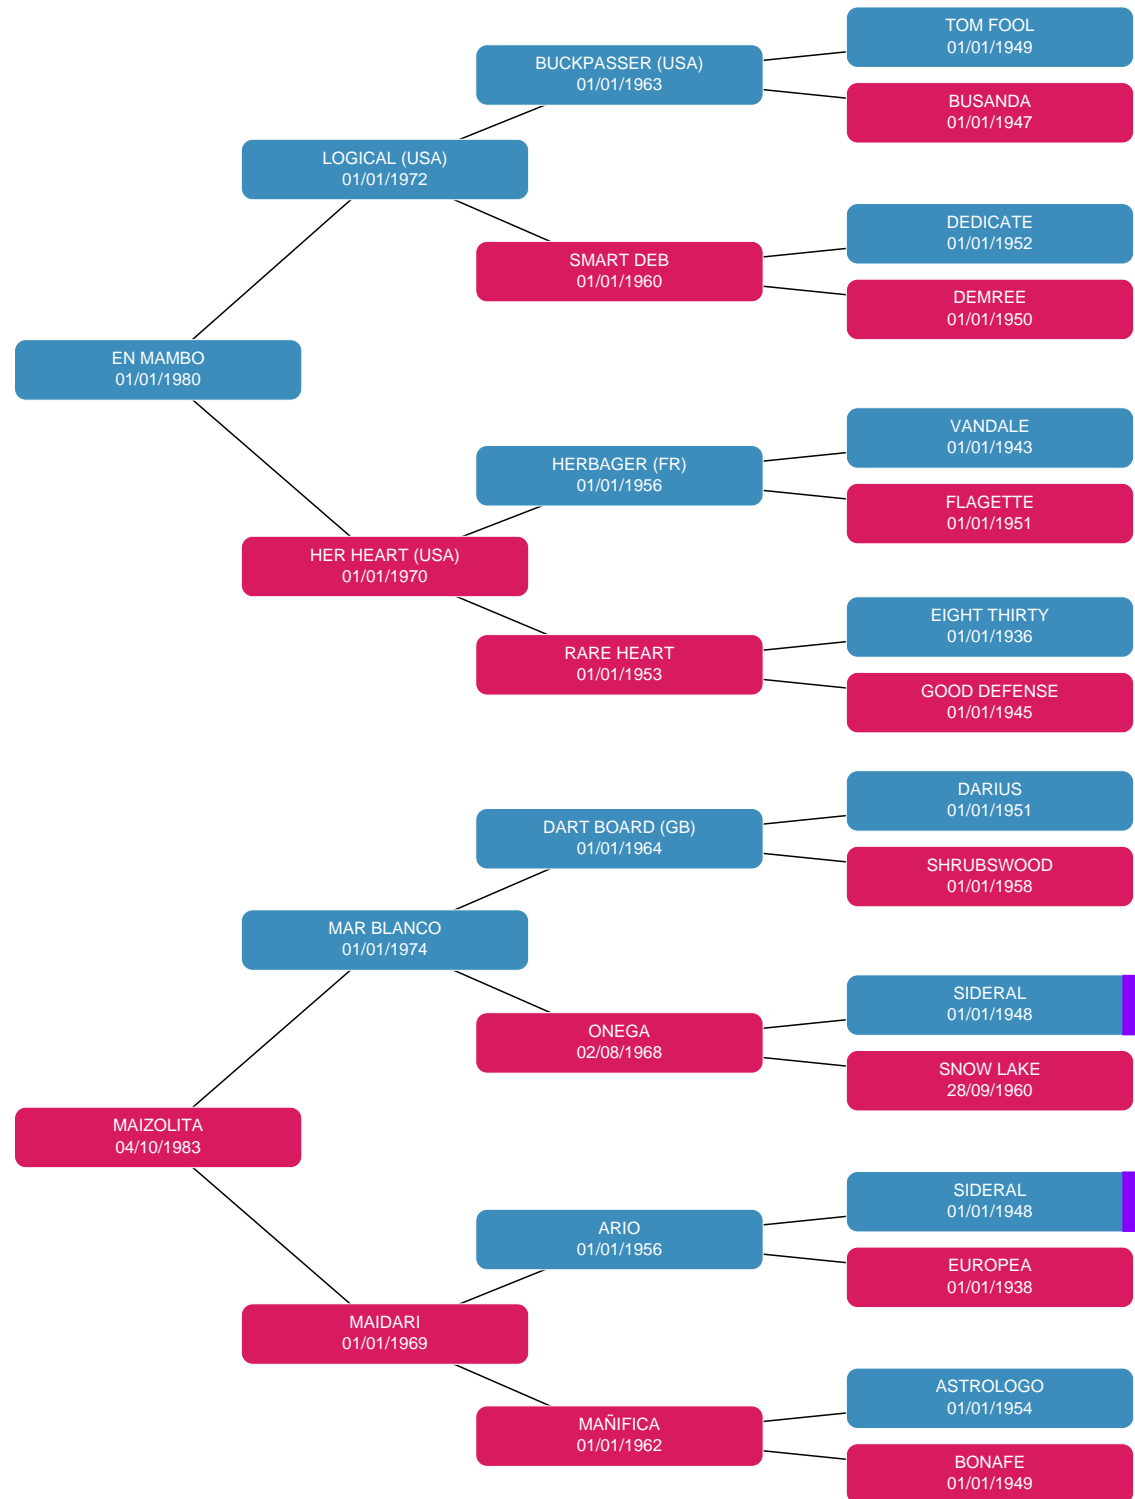 TOM FOOL
01/01/1949
BUCKPASSER (USA)
01/01/1963
BUSANDA
01/01/1947
LOGICAL (USA)
01/01/1972
DEDICATE
01/01/1952
SMART DEB
01/01/1960
DEMREE
01/01/1950
EN MAMBO
01/01/1980
VANDALE
01/01/1943
HERBAGER (FR)
01/01/1956
FLAGETTE
01/01/1951
HER HEART (USA)
01/01/1970
EIGHT THIRTY
01/01/1936
RARE HEART
01/01/1953
GOOD DEFENSE
01/01/1945
DARIUS
01/01/1951
DART BOARD (GB)
01/01/1964
SHRUBSWOOD
01/01/1958
MAR BLANCO
01/01/1974
SIDERAL
01/01/1948
ONEGA
02/08/1968
SNOW LAKE
28/09/1960
MAIZOLITA
04/10/1983
SIDERAL
01/01/1948
ARIO
01/01/1956
EUROPEA
01/01/1938
MAIDARI
01/01/1969
ASTROLOGO
01/01/1954
MAÑIFICA
01/01/1962
BONAFE
01/01/1949